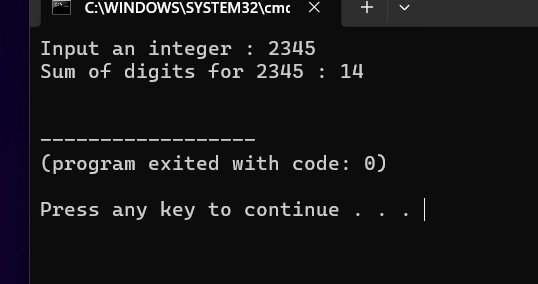 C:\WINDOWS\SYSTEM32\cmd
Input an integer : 2345
Sum of digits for 2345 : 14
------------------
(program exited with code: 0)
Press any key to continue . . .